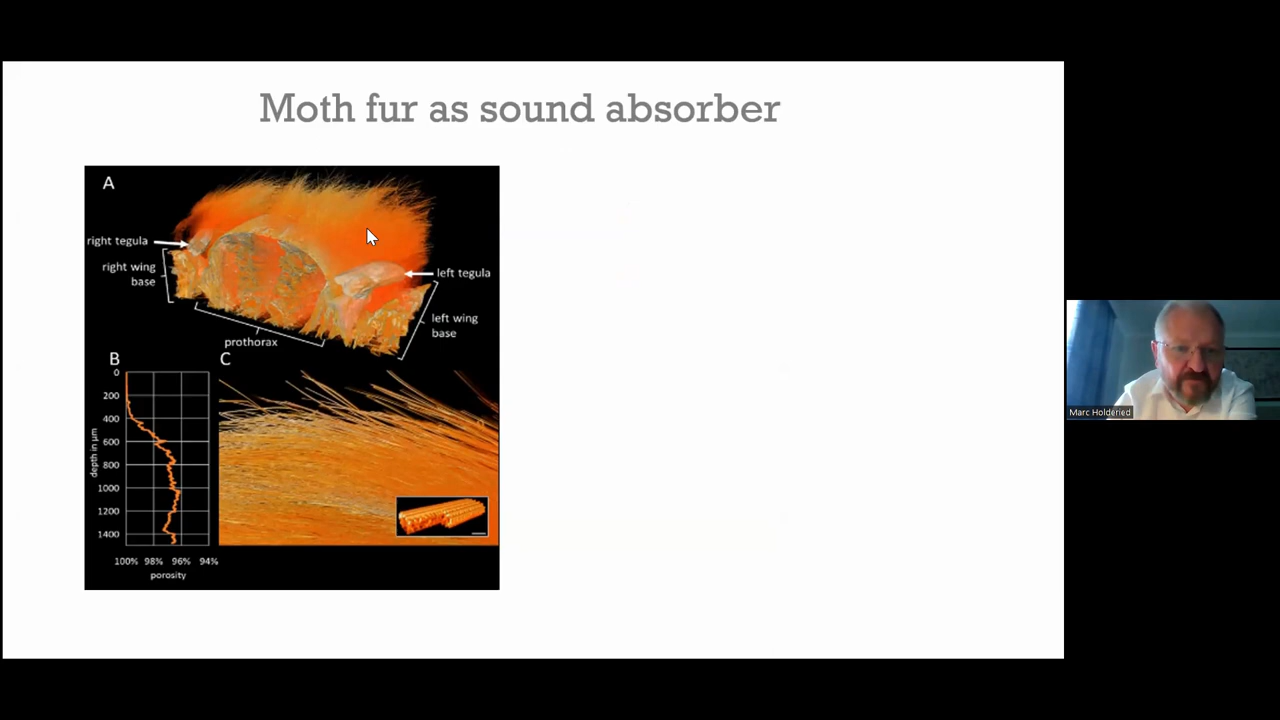 Moth fur as sound absorber
A
right tegula
right wing
base
left tegula
left wing
base
prothorax
B
C
0
200
400
600
800
1000
1200
1400
depth in µm
100% 98% 96% 94%
porosity
Marc Holderied